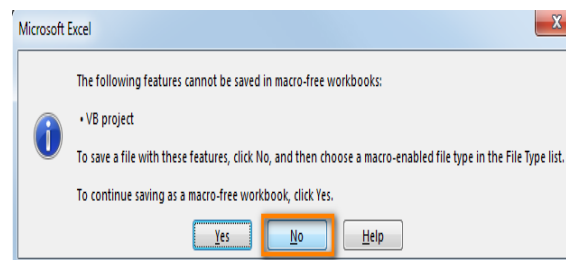 Microsoft Excel
The following features cannot be saved in macro-free workbooks:
• VB project
To save a file with these features, click No, and then choose a macro-enabled file type in the File Type list.
To continue saving as a macro-free workbook, click Yes.
Yes No Help